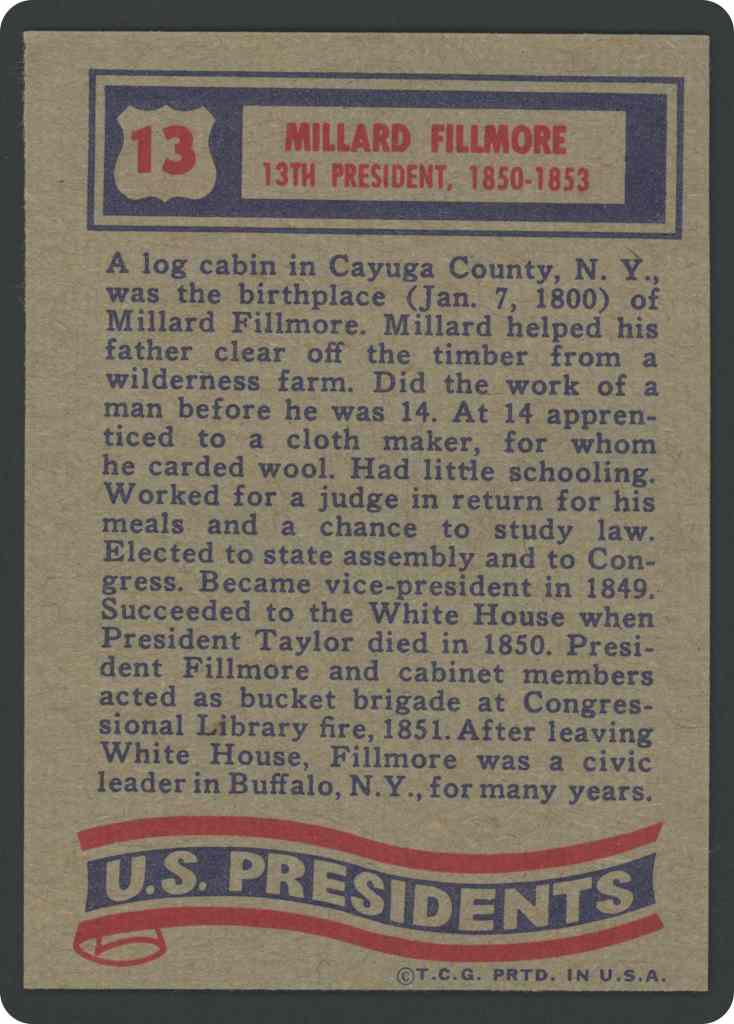 13
MILLARD FILLMORE
13TH PRESIDENT, 1850-1853
A log cabin in Cayuga County, N. Y.,
was the birthplace (Jan. 7, 1800) of
Millard Fillmore. Millard helped his
father clear off the timber from a
wilderness farm. Did the work of a
man before he was 14. At 14 appren-
ticed to a cloth maker, for whom
he carded wool. Had little schooling.
Worked for a judge in return for his
meals and a chance to study law.
Elected to state assembly and to Con-
gress. Became vice-president in 1849.
Succeeded to the White House when
President Taylor died in 1850. Presi-
dent Fillmore and cabinet members
acted as bucket brigade at Congres-
sional Library fire, 1851. After leaving
White House, Fillmore was a civic
leader in Buffalo, N.Y., for many years.
U.S. PRESIDENTS
©T.C.G. PRTD. IN U.S.A.